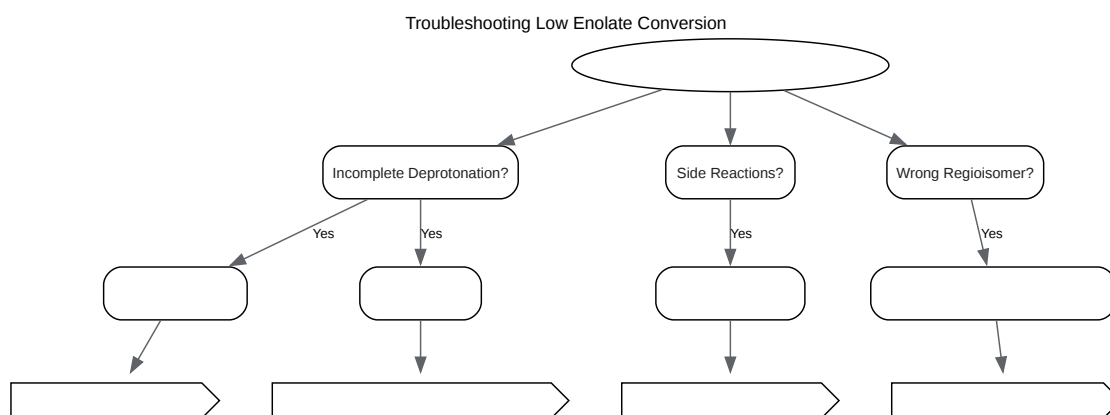 Troubleshooting Low Enolate Conversion
Incomplete Deprotonation?
Side Reactions?
Wrong Regioisomer?
Yes
Yes
Yes
Yes